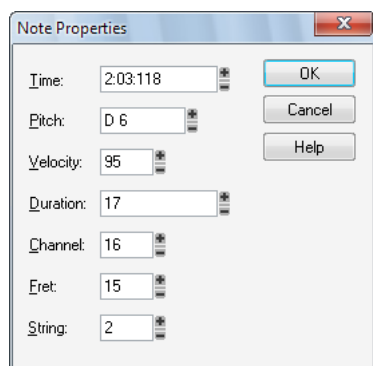 Note Properties
Time: 2:03:118 OK
Pitch: D 6 Cancel
Velocity: 95 Help
Duration: 17
Channel: 16
Fret: 15
String: 2